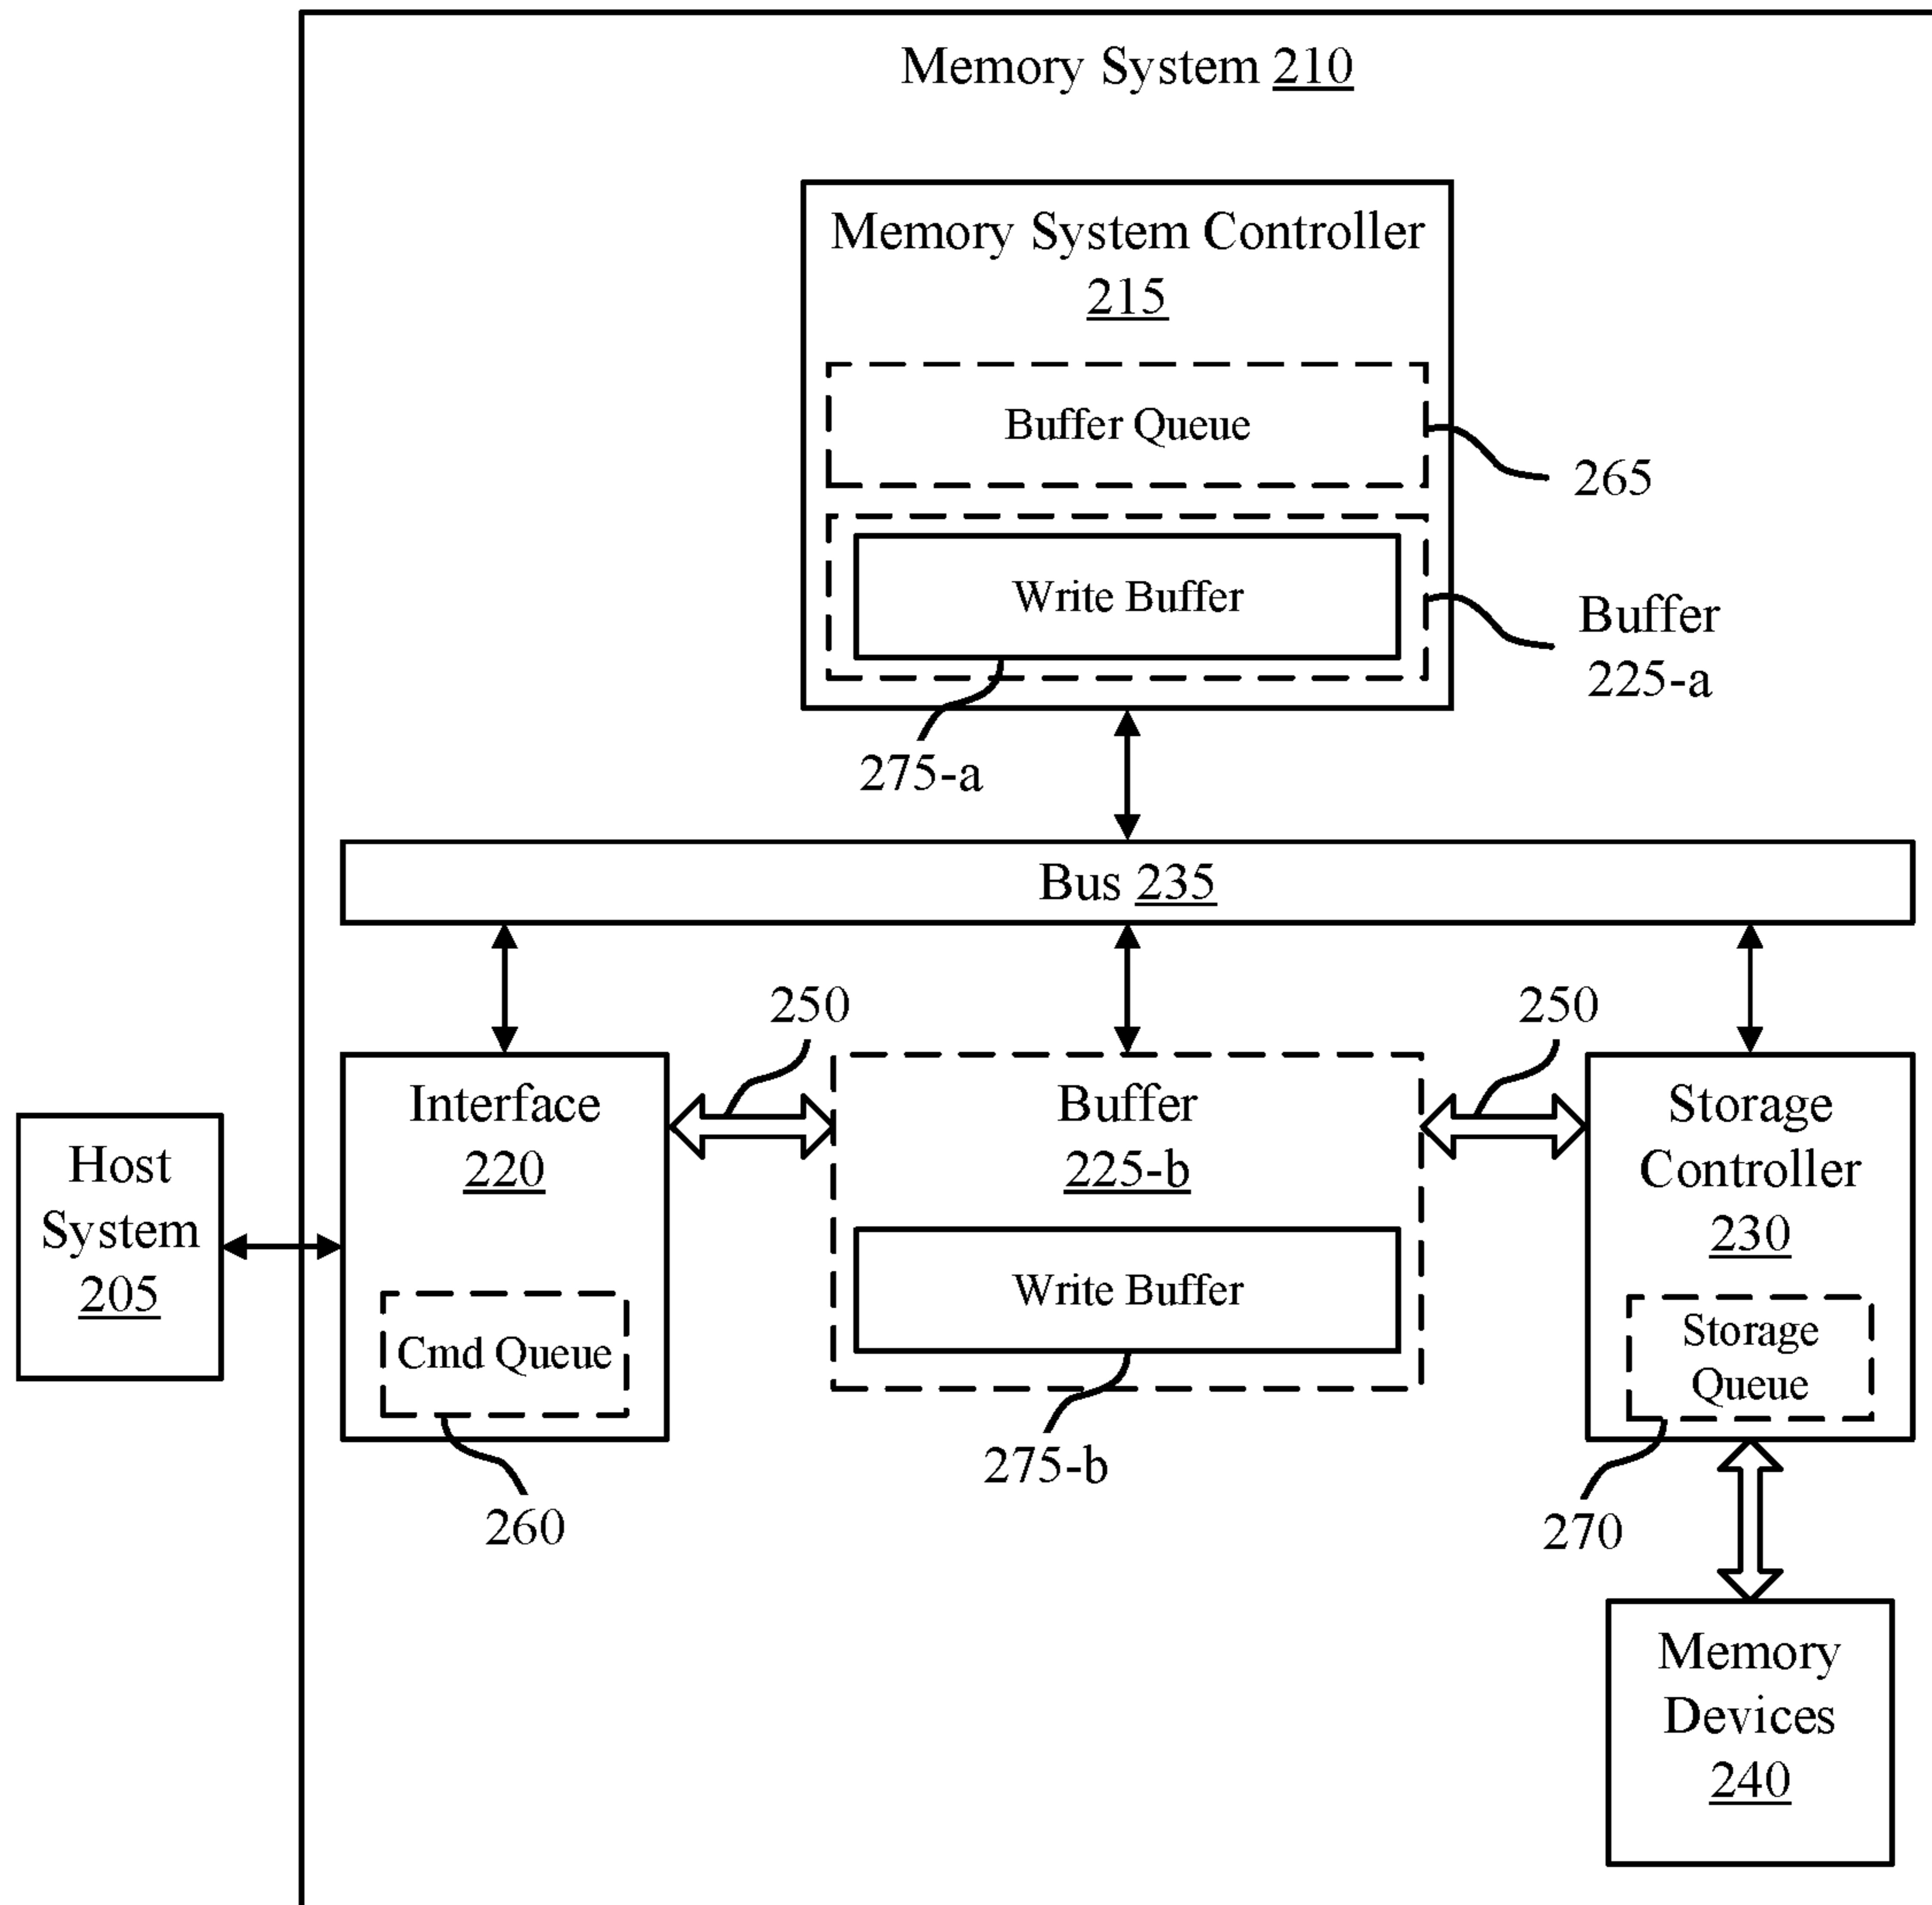 Memory System 210
Memory System Controller
215
Buffer Queue
265
Write Buffer
Buffer
225-a
275-a
Bus 235
250
250
Interface
220
Cmd Queue
260
Buffer
225-b
Write Buffer
275-b
Storage
Controller
230
Storage
Queue
270
Host
System
205
Memory
Devices
240